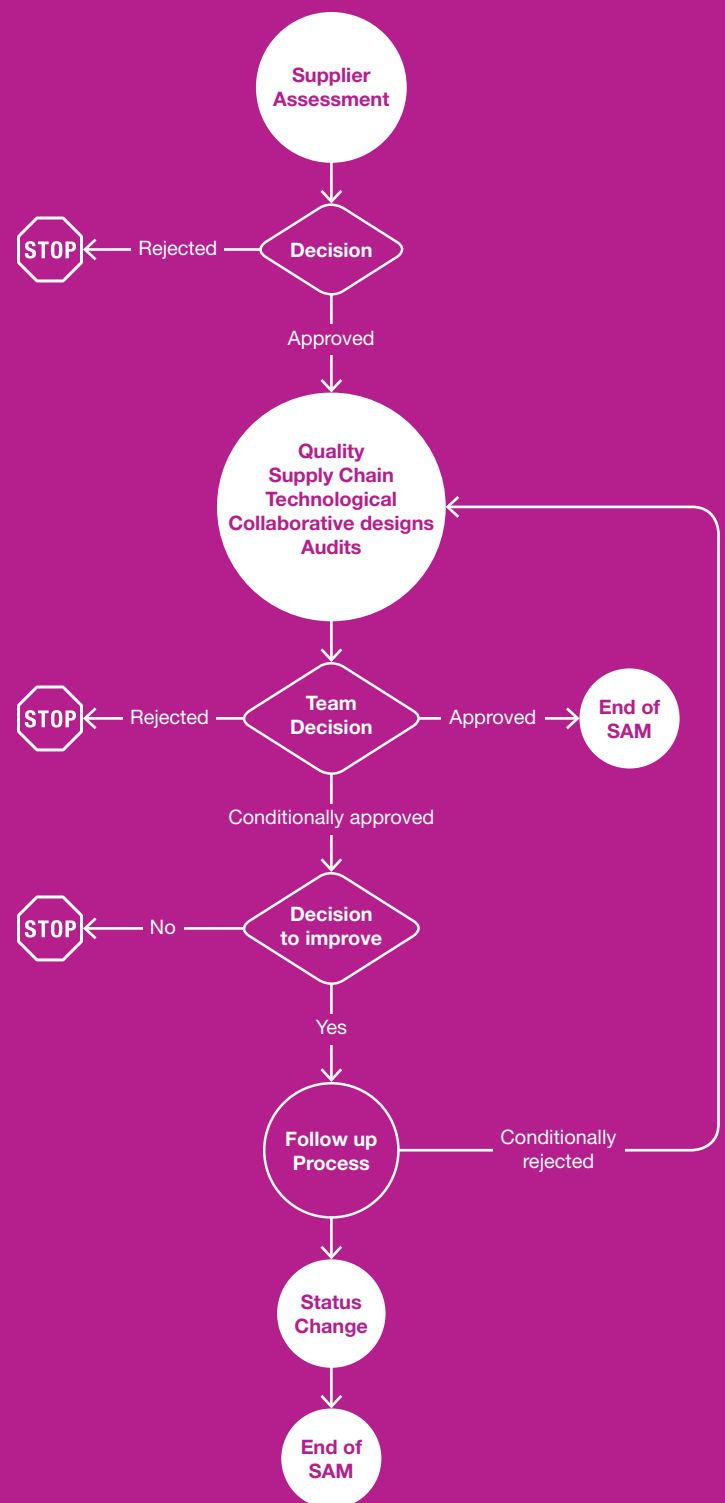 Supplier
Assessment
STOP
Rejected
Decision
Approved
Quality
Supply Chain
Technological
Collaborative designs
Audits
STOP
Rejected
Team
Decision
Approved
End of
SAM
Conditionally approved
STOP
No
Decision
to improve
Yes
Follow up
Process
Conditionally
rejected
Status
Change
End of
SAM